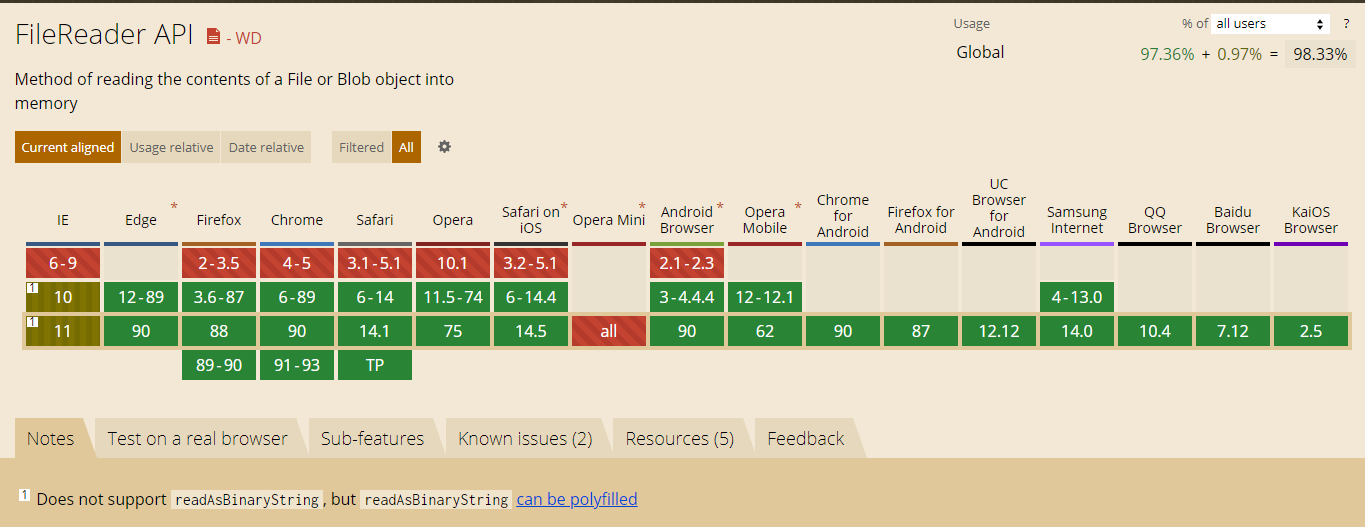 FileReader API - WD
Usage % of all users ?
Global 97.36% + 0.97% = 98.33%
Method of reading the contents of a File or Blob object into
memory
Current aligned Usage relative Date relative Filtered All
IE Edge * Firefox Chrome Safari Opera Safari on iOS * Opera Mini * Android Browser * Opera Mobile * Chrome for Android Firefox for Android UC Browser for Android Samsung Internet QQ Browser Baidu Browser KaiOS Browser
6-9 2-3.5 4-5 3.1-5.1 10.1 3.2-5.1 2.1-2.3
1 10 12-89 3.6-87 6-89 6-14 11.5-74 6-14.4 3-4.4.4 12-12.1 4-13.0
1 11 90 88 90 14.1 75 14.5 all 90 62 90 87 12.12 14.0 10.4 7.12 2.5
89-90 91-93 TP
Notes Test on a real browser Sub-features Known issues (2) Resources (5) Feedback
1 Does not support readAsBinaryString, but readAsBinaryString can be polyfilled